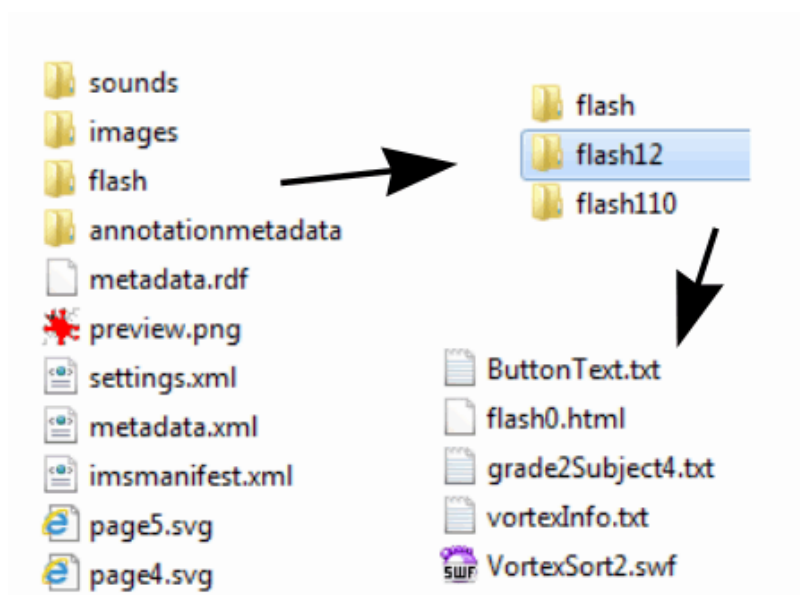 sounds
images
flash
annotationmetadata
metadata.rdf
preview.png
settings.xml
metadata.xml
imsmanifest.xml
page5.svg
page4.svg
flash
flash12
flash110
ButtonText.txt
flash0.html
grade2Subject4.txt
vortexInfo.txt
SWF VortexSort2.swf